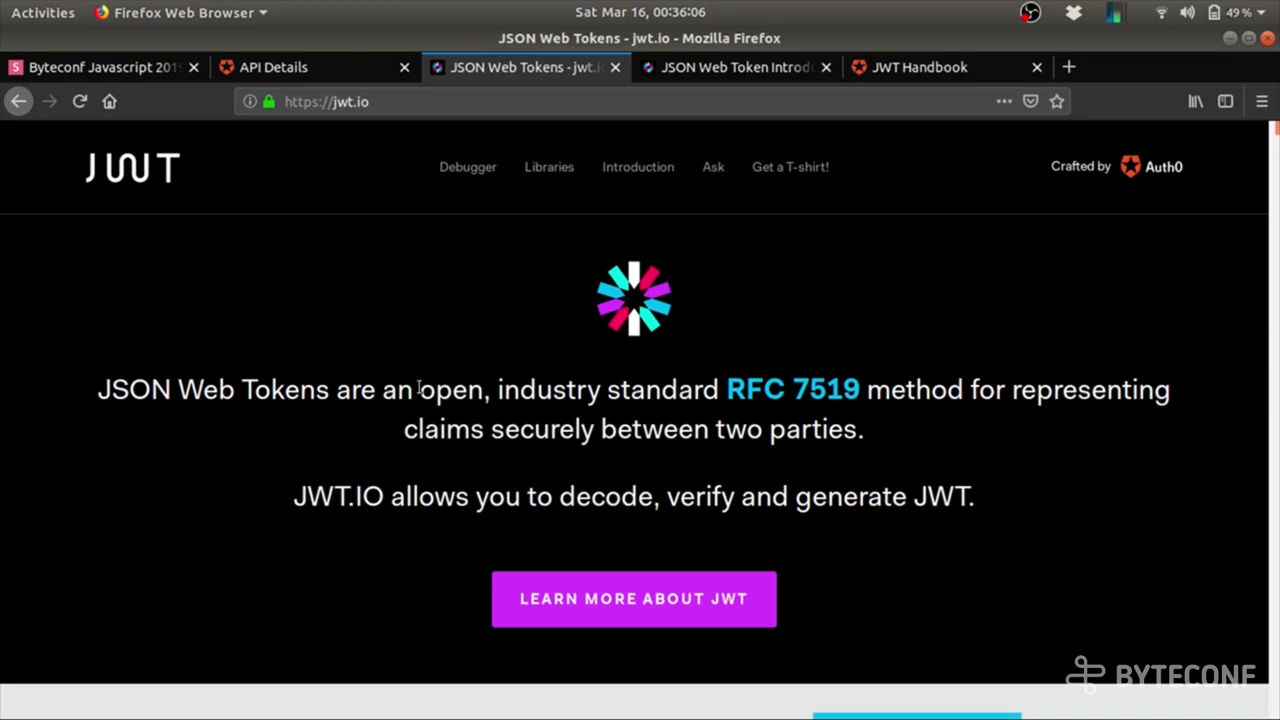 Activities Firefox Web Browser Sat Mar 16, 00:36:06 49%
JSON Web Tokens - jwt.io - Mozilla Firefox
Byteconf Javascript 201 API Details JSON Web Tokens - jwt.i JSON Web Token Introd JWT Handbook
https://jwt.io
JWT Debugger Libraries Introduction Ask Get a T-shirt! Crafted by Auth0
JSON Web Tokens are an open, industry standard RFC 7519 method for representing
claims securely between two parties.
JWT.IO allows you to decode, verify and generate JWT.
LEARN MORE ABOUT JWT
BYTECONF